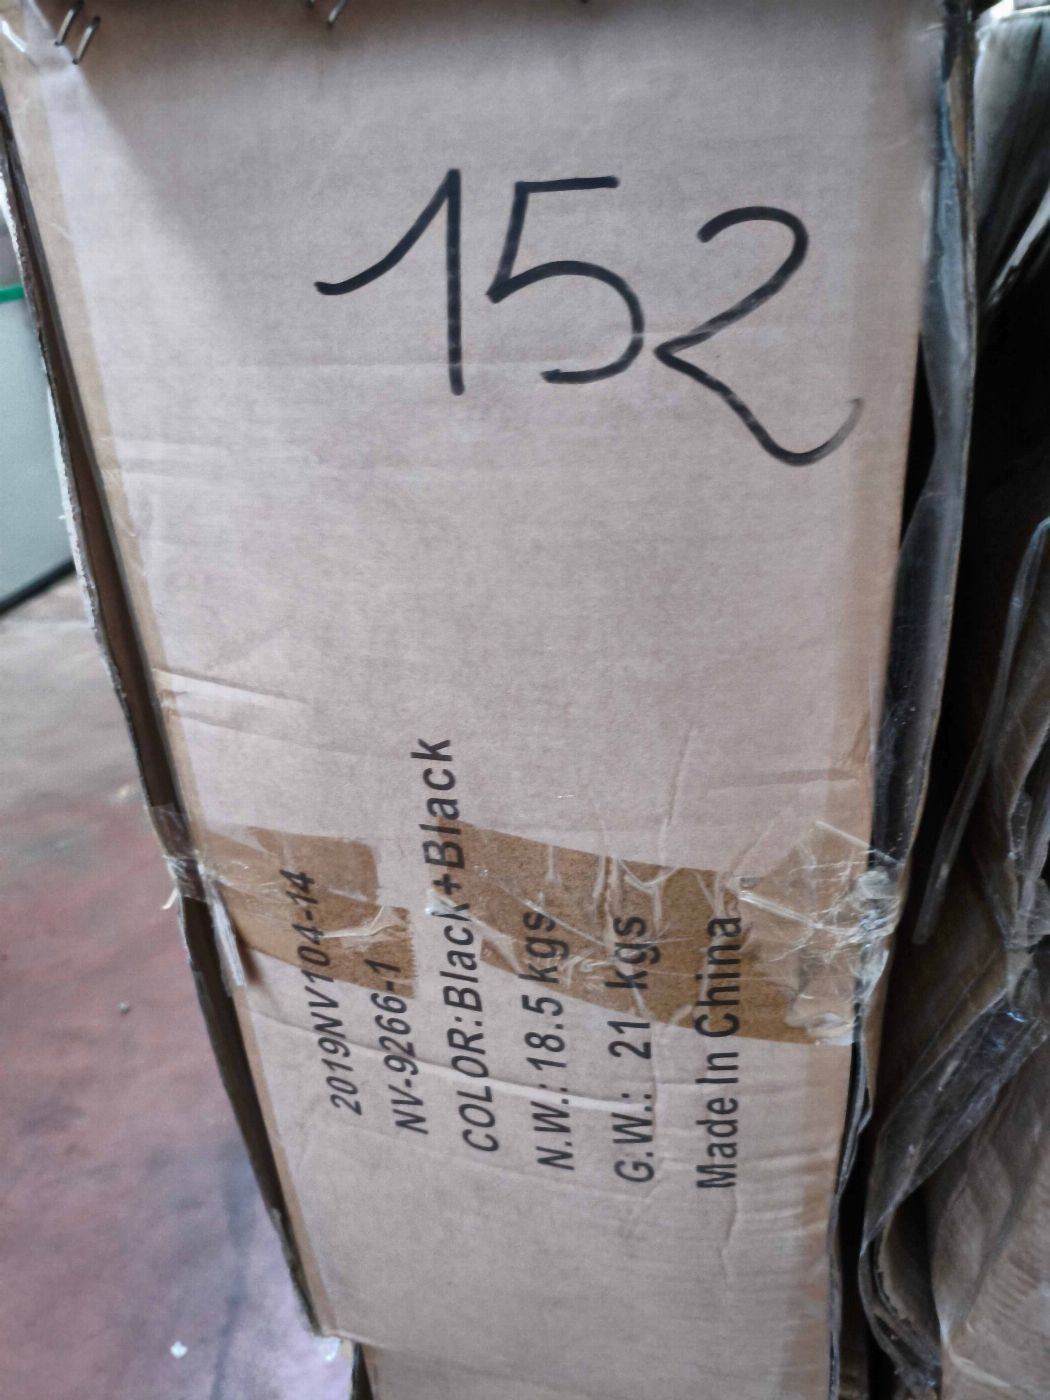 152
2019NV104-14
NV-9266-1
COLOR:Black+Black
N.W.: 18.5 kgs
G.W.: 21 kgs
Made In China